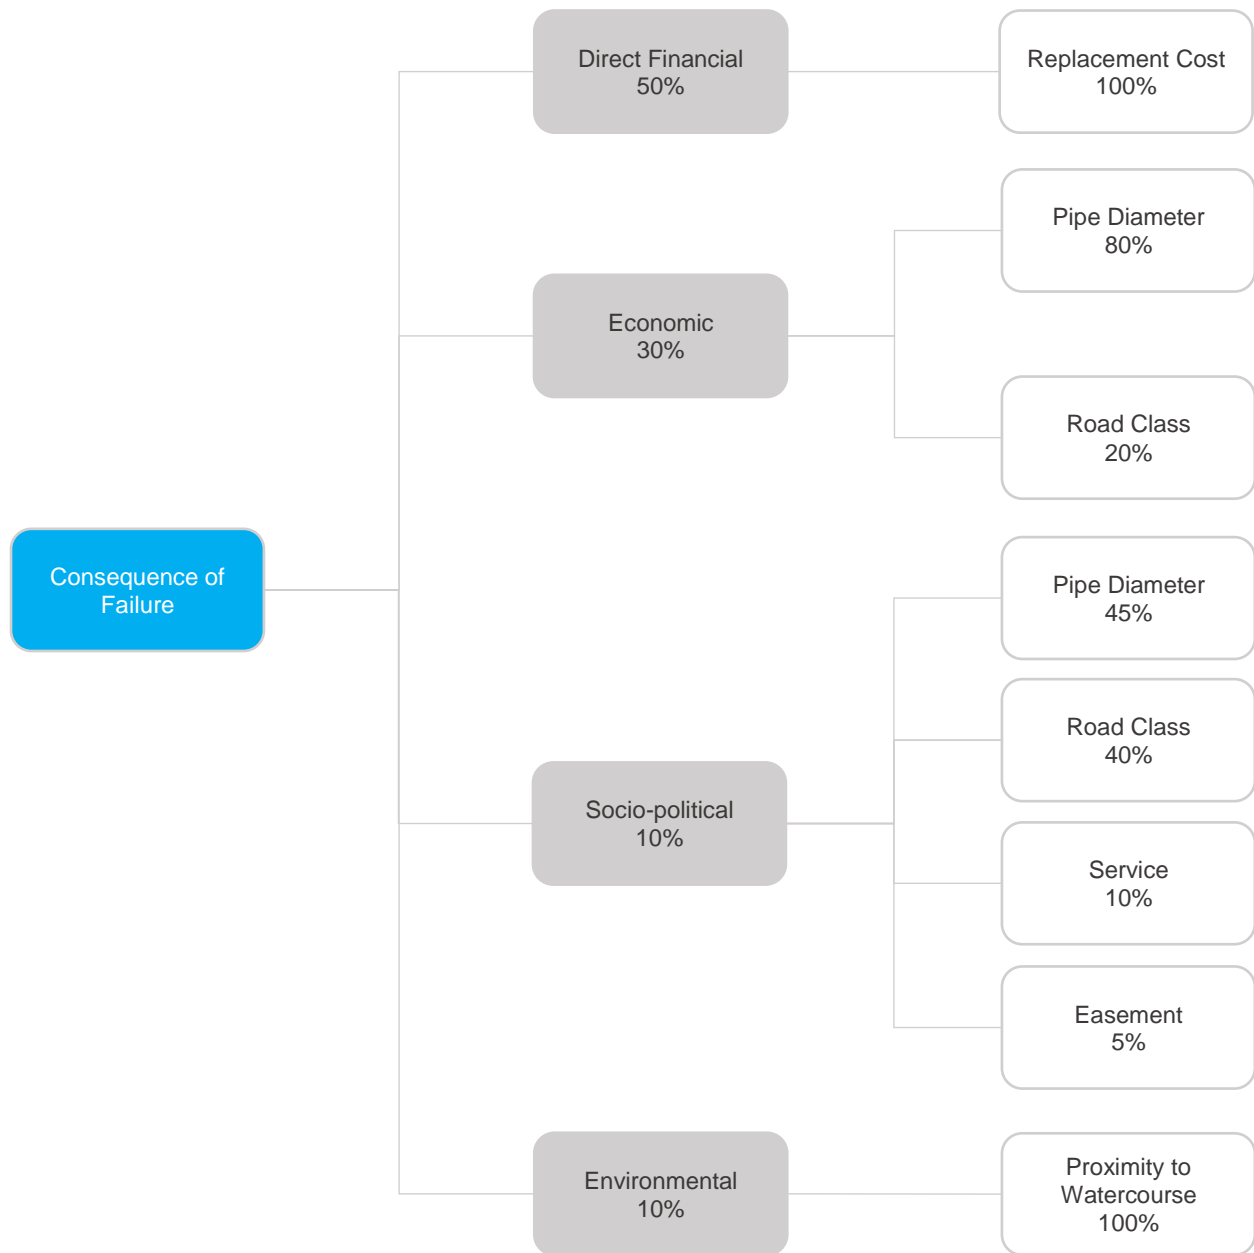 Direct Financial
50%
Replacement Cost
100%
Pipe Diameter
80%
Economic
30%
Road Class
20%
Consequence of
Failure
Pipe Diameter
45%
Road Class
40%
Socio-political
10%
Service
10%
Easement
5%
Environmental
10%
Proximity to
Watercourse
100%